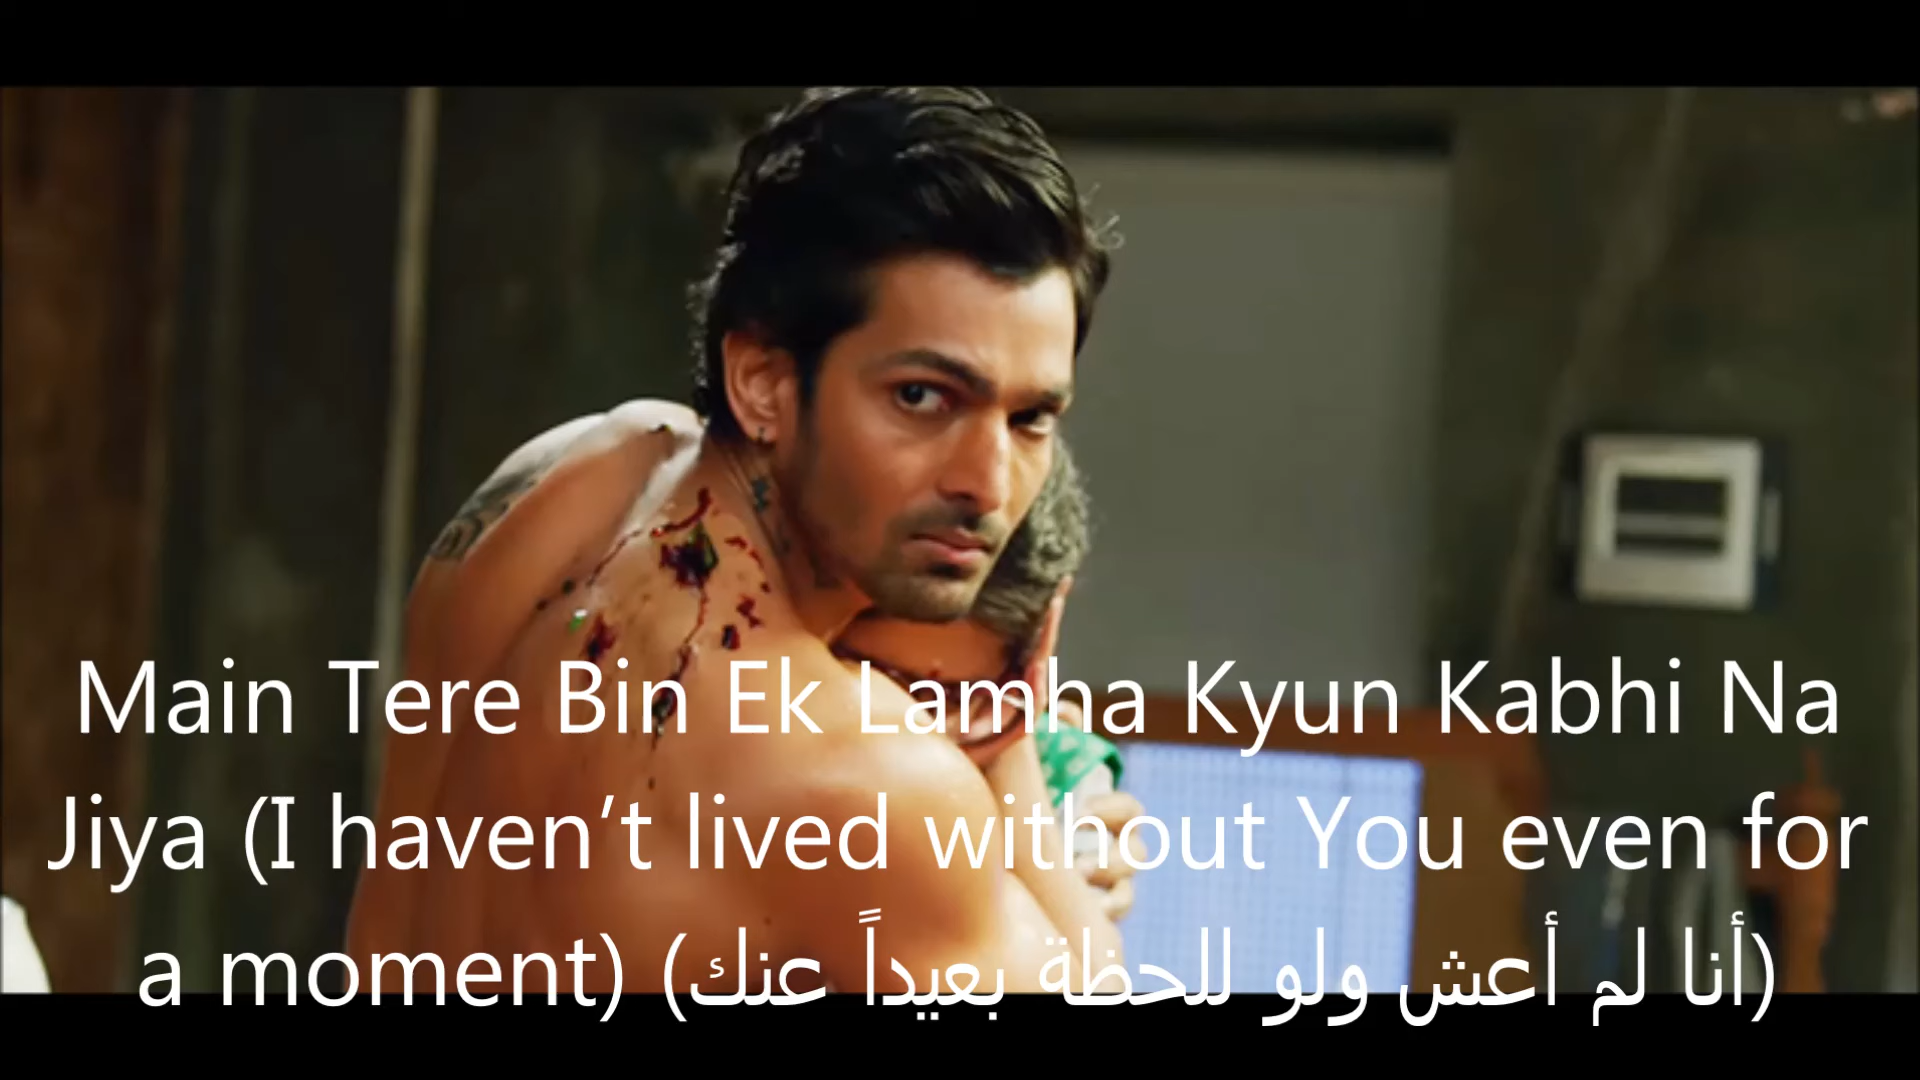 Main Tere Bin Ek Lamha Kyun Kabhi Na
Jiya (I haven’t lived without You even for
a moment) (أنا لم أعش ولو للحظة بعيداً عنك)